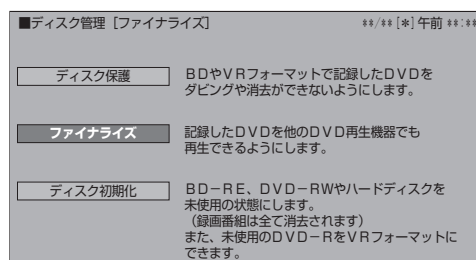 ■ディスク管理［ファイナライズ］ **/**[*]午前 **:**
ディスク保護
ＢＤやＶＲフォーマットで記録したＤＶＤを
ダビングや消去ができないようにします。
ファイナライズ
記録したＤＶＤを他のＤＶＤ再生機器でも
再生できるようにします。
ディスク初期化
ＢＤ－ＲＥ、ＤＶＤ－ＲＷやハードディスクを
未使用の状態にします。
（録画番組は全て消去されます）
また、未使用のＤＶＤ－ＲをＶＲフォーマットに
できます。